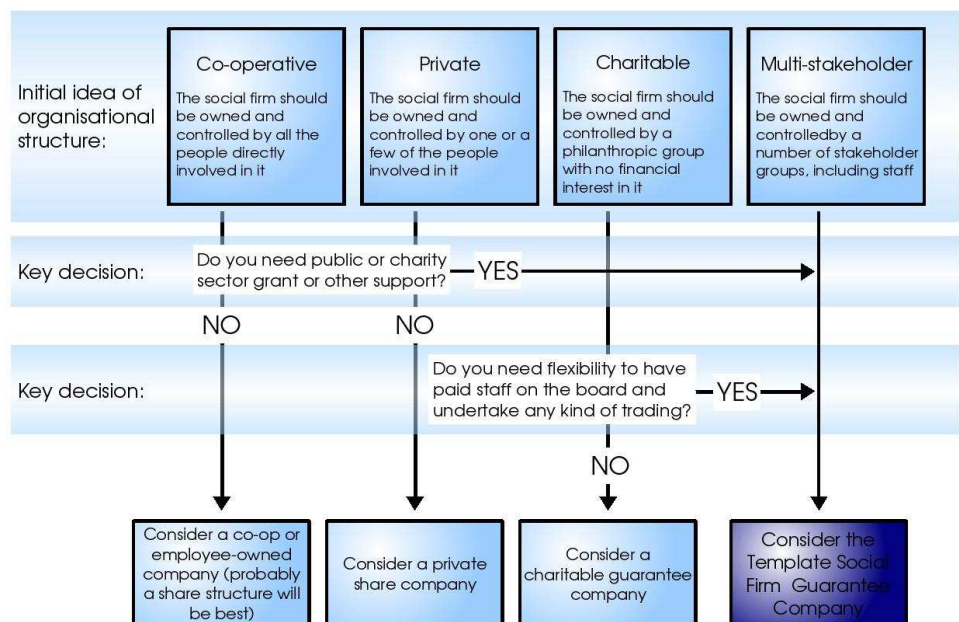 Initial idea of
organisational
structure:
Co-operative
The social firm should
be owned and
controlled by all the
people directly
involved in it
Private
The social firm should
be owned and
controlled by one or a
few of the people
involved in it
Charitable
The social firm should
be owned and
controlled by a
philanthropic group
with no financial
interest in it
Multi-stakeholder
The social firm should
be owned and
controlledby a
number of stakeholder
groups, including staff
Key decision:
Do you need public or charity
sector grant or other support?
YES
NO
NO
Key decision:
Do you need flexibility to have
paid staff on the board and
undertake any kind of trading?
YES
NO
Consider a co-op or
employee-owned
company (probably
a share structure will
be best)
Consider a private
share company
Consider a
charitable guarantee
company
Consider the
Template Social
Firm Guarantee
Company